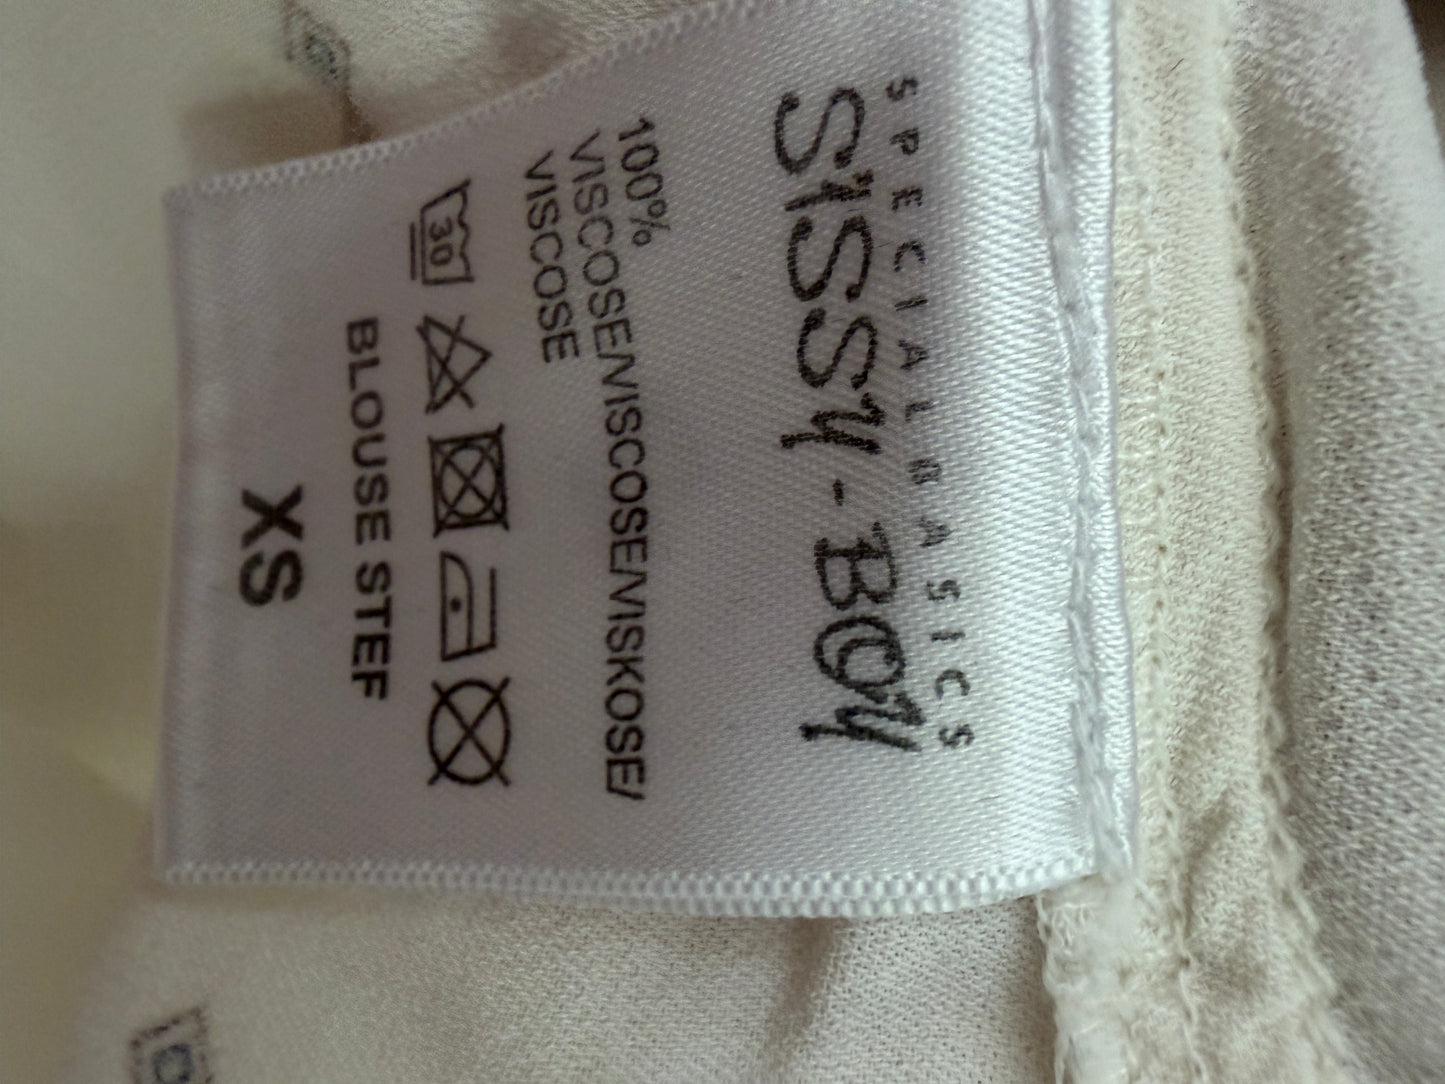 SPECIAL BASICS
SISSY-BOY
100%
VISCOSE/VISCOSE/VISKOSE/
VISCOSE
30
BLOUSE STEF
XS